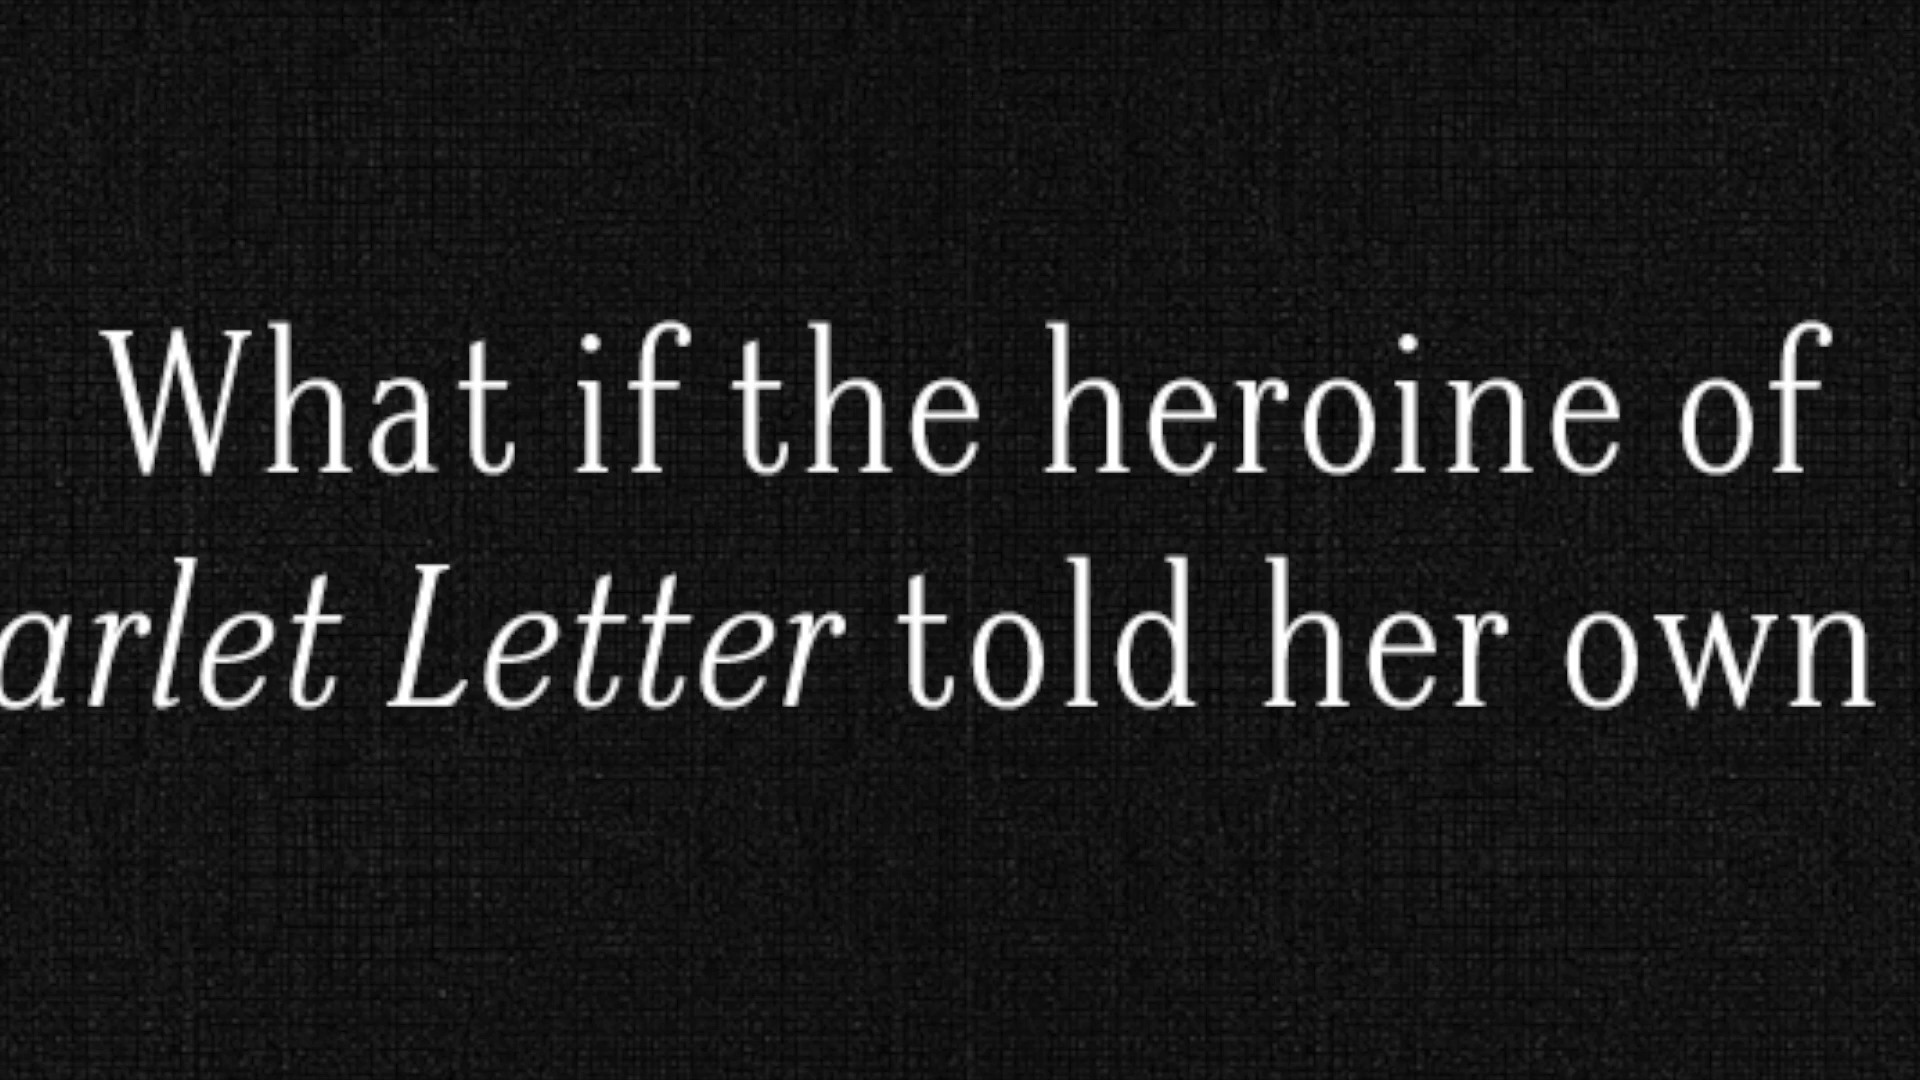 What if the heroine of
arlet Letter told her own